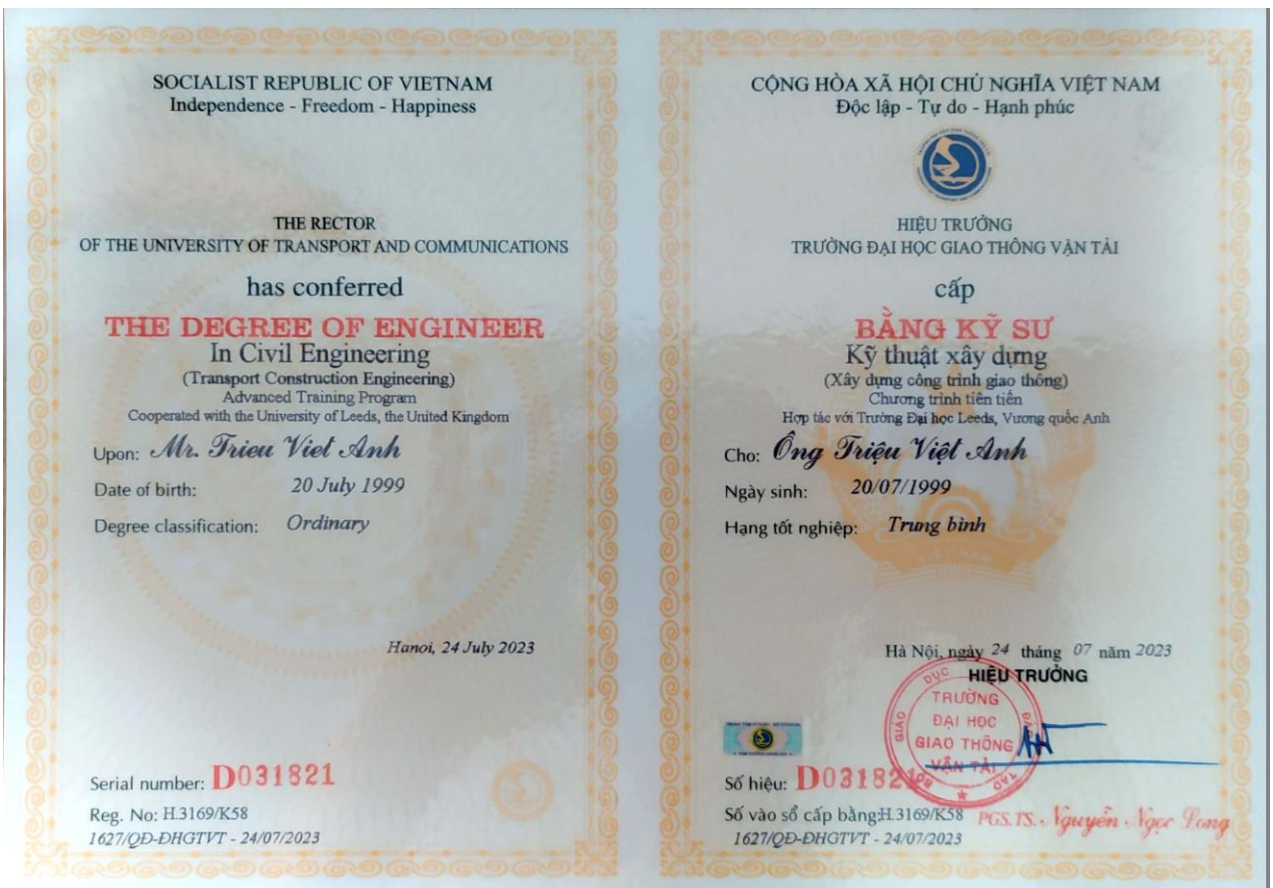 SOCIALIST REPUBLIC OF VIETNAM
Independence - Freedom - Happiness
THE RECTOR
OF THE UNIVERSITY OF TRANSPORT AND COMMUNICATIONS
has conferred
THE DEGREE OF ENGINEER
In Civil Engineering
(Transport Construction Engineering)
Advanced Training Program
Cooperated with the University of Leeds, the United Kingdom
Upon: Mr. Trieu Viet Anh
Date of birth: 20 July 1999
Degree classification: Ordinary
Hanoi, 24 July 2023
Serial number: D031821
Reg. No: H.3169/K58
1627/QĐ-ĐHGTVT - 24/07/2023
CỘNG HÒA XÃ HỘI CHỦ NGHĨA VIỆT NAM
Độc lập - Tự do - Hạnh phúc
HIỆU TRƯỞNG
TRƯỜNG ĐẠI HỌC GIAO THÔNG VẬN TẢI
cấp
BẰNG KỸ SƯ
Kỹ thuật xây dựng
(Xây dựng công trình giao thông)
Chương trình tiên tiến
Hợp tác với Trường Đại học Leeds, Vương quốc Anh
Cho: Ông Triệu Việt Anh
Ngày sinh: 20/07/1999
Hạng tốt nghiệp: Trung bình
VIỆT NAM
Hà Nội, ngày 24 tháng 07 năm 2023
HIỆU TRƯỞNG
BỘ GIÁO DỤC ĐÀO TẠO
TRƯỜNG
ĐẠI HỌC
GIAO THÔNG
VẬN TẢI
Số hiệu: D031821
Số vào sổ cấp bằng:H.3169/K58
PGS.TS. Nguyễn Ngọc Long
1627/QĐ-ĐHGTVT - 24/07/2023